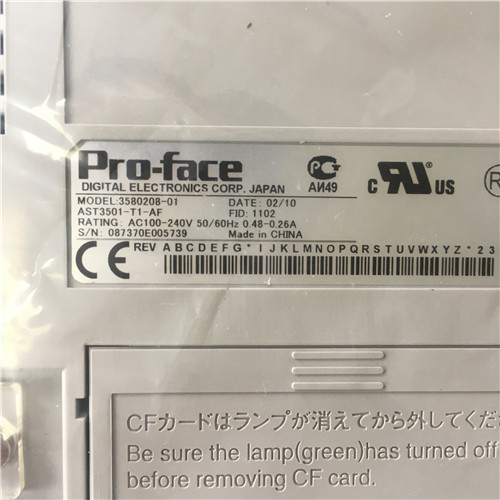 Pro-face
DIGITAL ELECTRONICS CORP. JAPAN
MODEL:3580208-01 DATE: 02/10
AST3501-T1-AF FID: 1102
RATING: AC100-240V 50/60Hz 0.48-0.26A
S/N: 087370E005739 Made in CHINA
CE REV A B C D E F G * I J K L M N O P Q R S T U V W X Y Z * 2 3
АИ49
C UR US
R
CFカードはランプが消えてから外してくだ
Be sure the lamp(green)has turned off
before removing CF card.